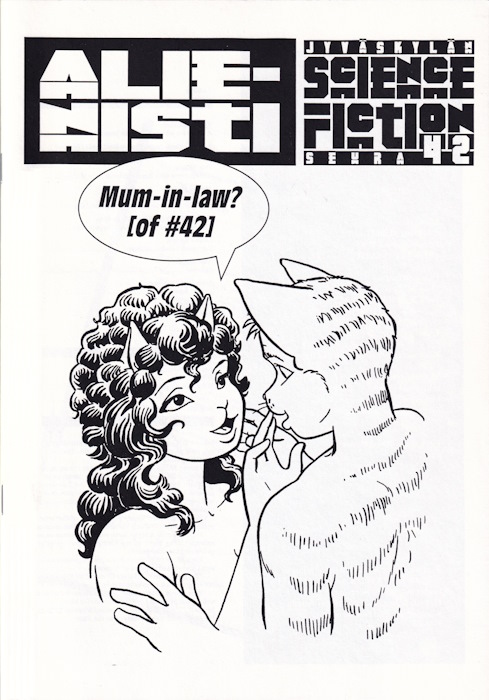 ALIE-
NISTI
JYVÄSKYLÄN
SCIENCE
FICTION
SEURA 42
Mum-in-law?
[of #42]